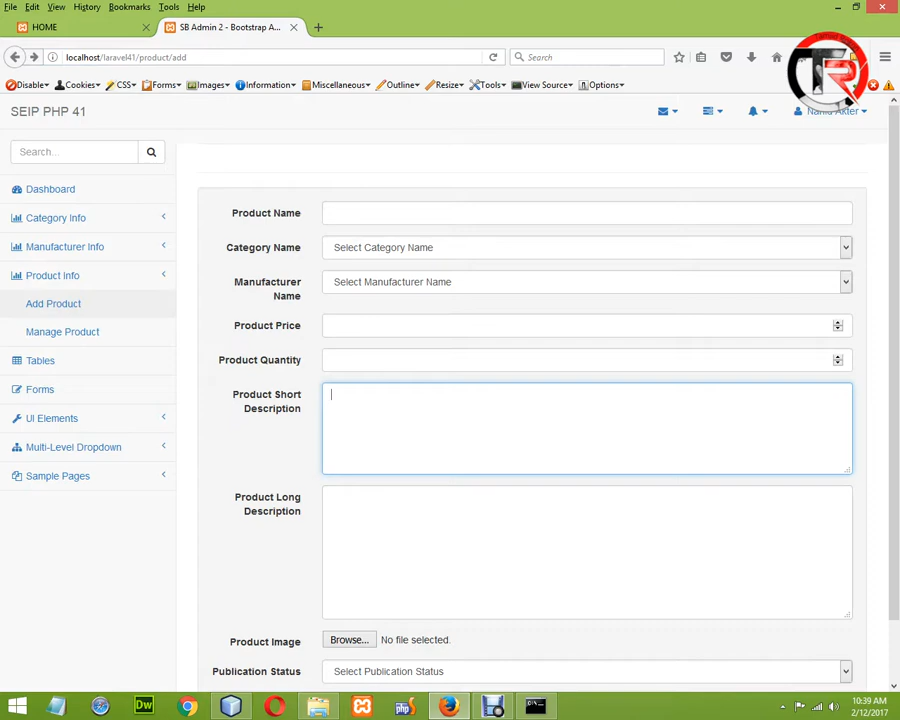 File Edit View History Bookmarks Tools Help
HOME
SB Admin 2 - Bootstrap A...
localhost/laravel41/product/add
Search
Disable Cookies CSS Forms Images Information Miscellaneous Outline Resize Tools View Source Options
SEIP PHP 41
Akter
Search...
Dashboard
Category Info
Manufacturer Info
Product Info
Add Product
Manage Product
Tables
Forms
UI Elements
Multi-Level Dropdown
Sample Pages
Product Name
Category Name
Select Category Name
Manufacturer
Name
Select Manufacturer Name
Product Price
Product Quantity
Product Short
Description
Product Long
Description
Product Image
Browse... No file selected.
Publication Status
Select Publication Status
Dw
php
10:39 AM
2/12/2017